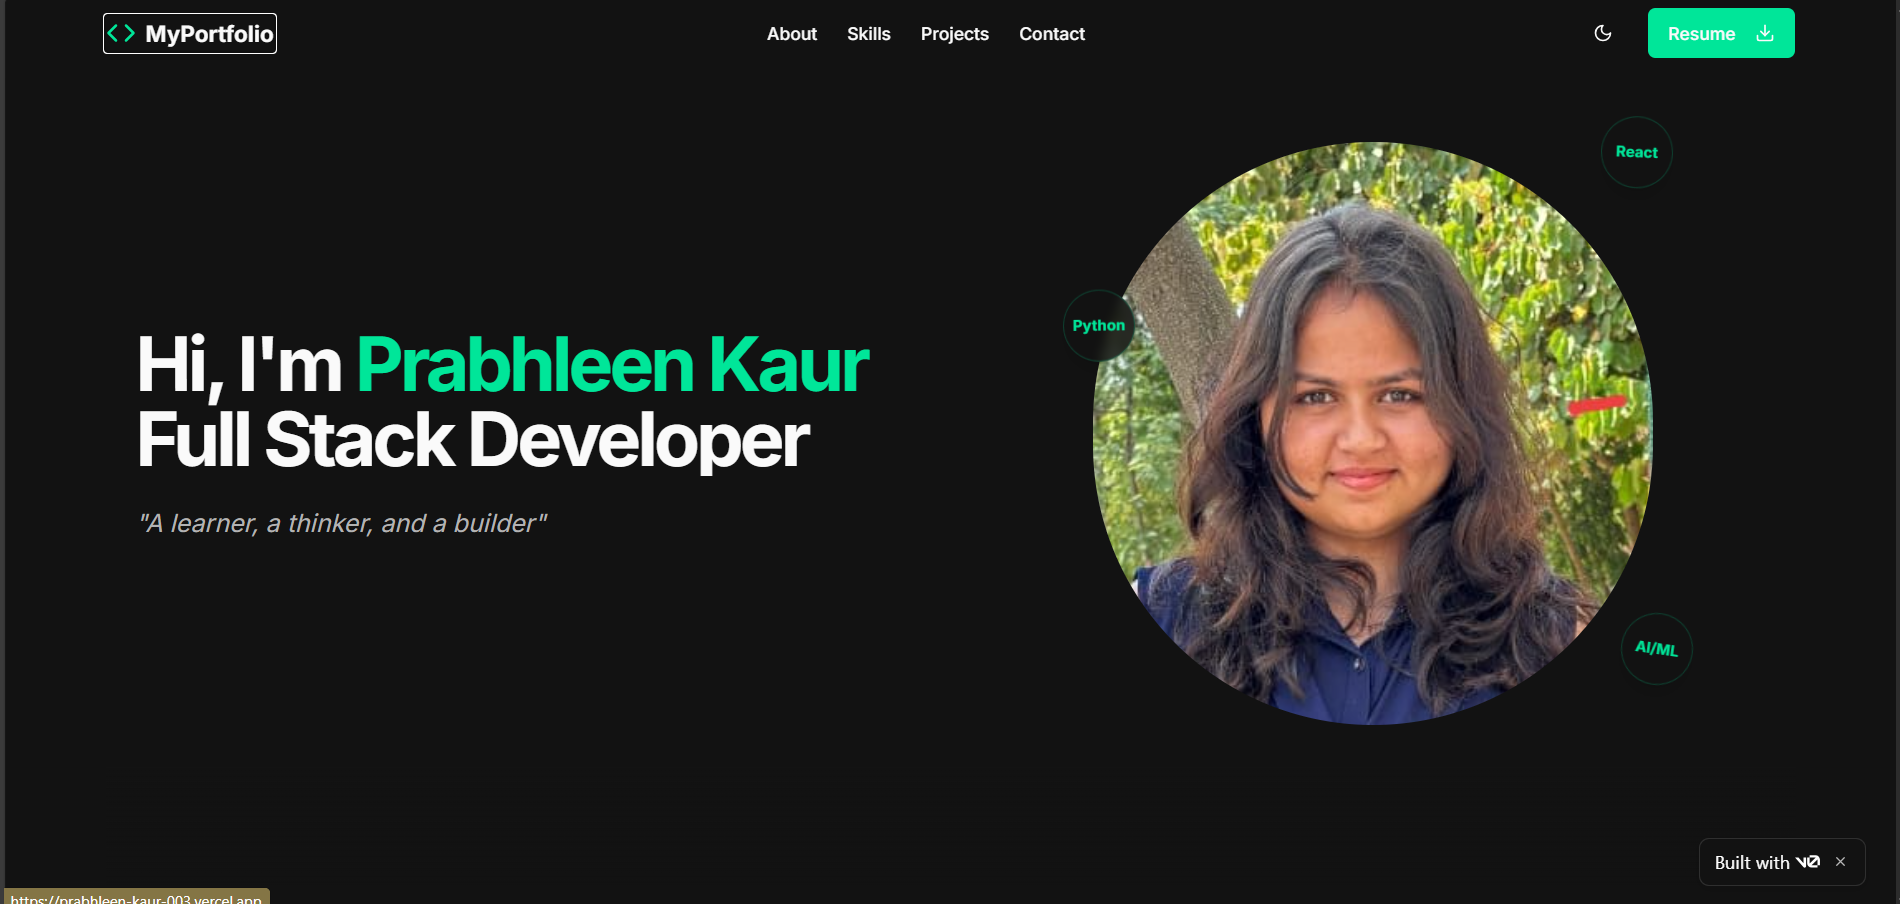 <> MyPortfolio
About Skills Projects Contact
Resume
React
Python
Hi, I'm Prabhleen Kaur
Full Stack Developer
"A learner, a thinker, and a builder"
AI/ML
Built with v0
https://prabhleen-kaur-003.vercel.app